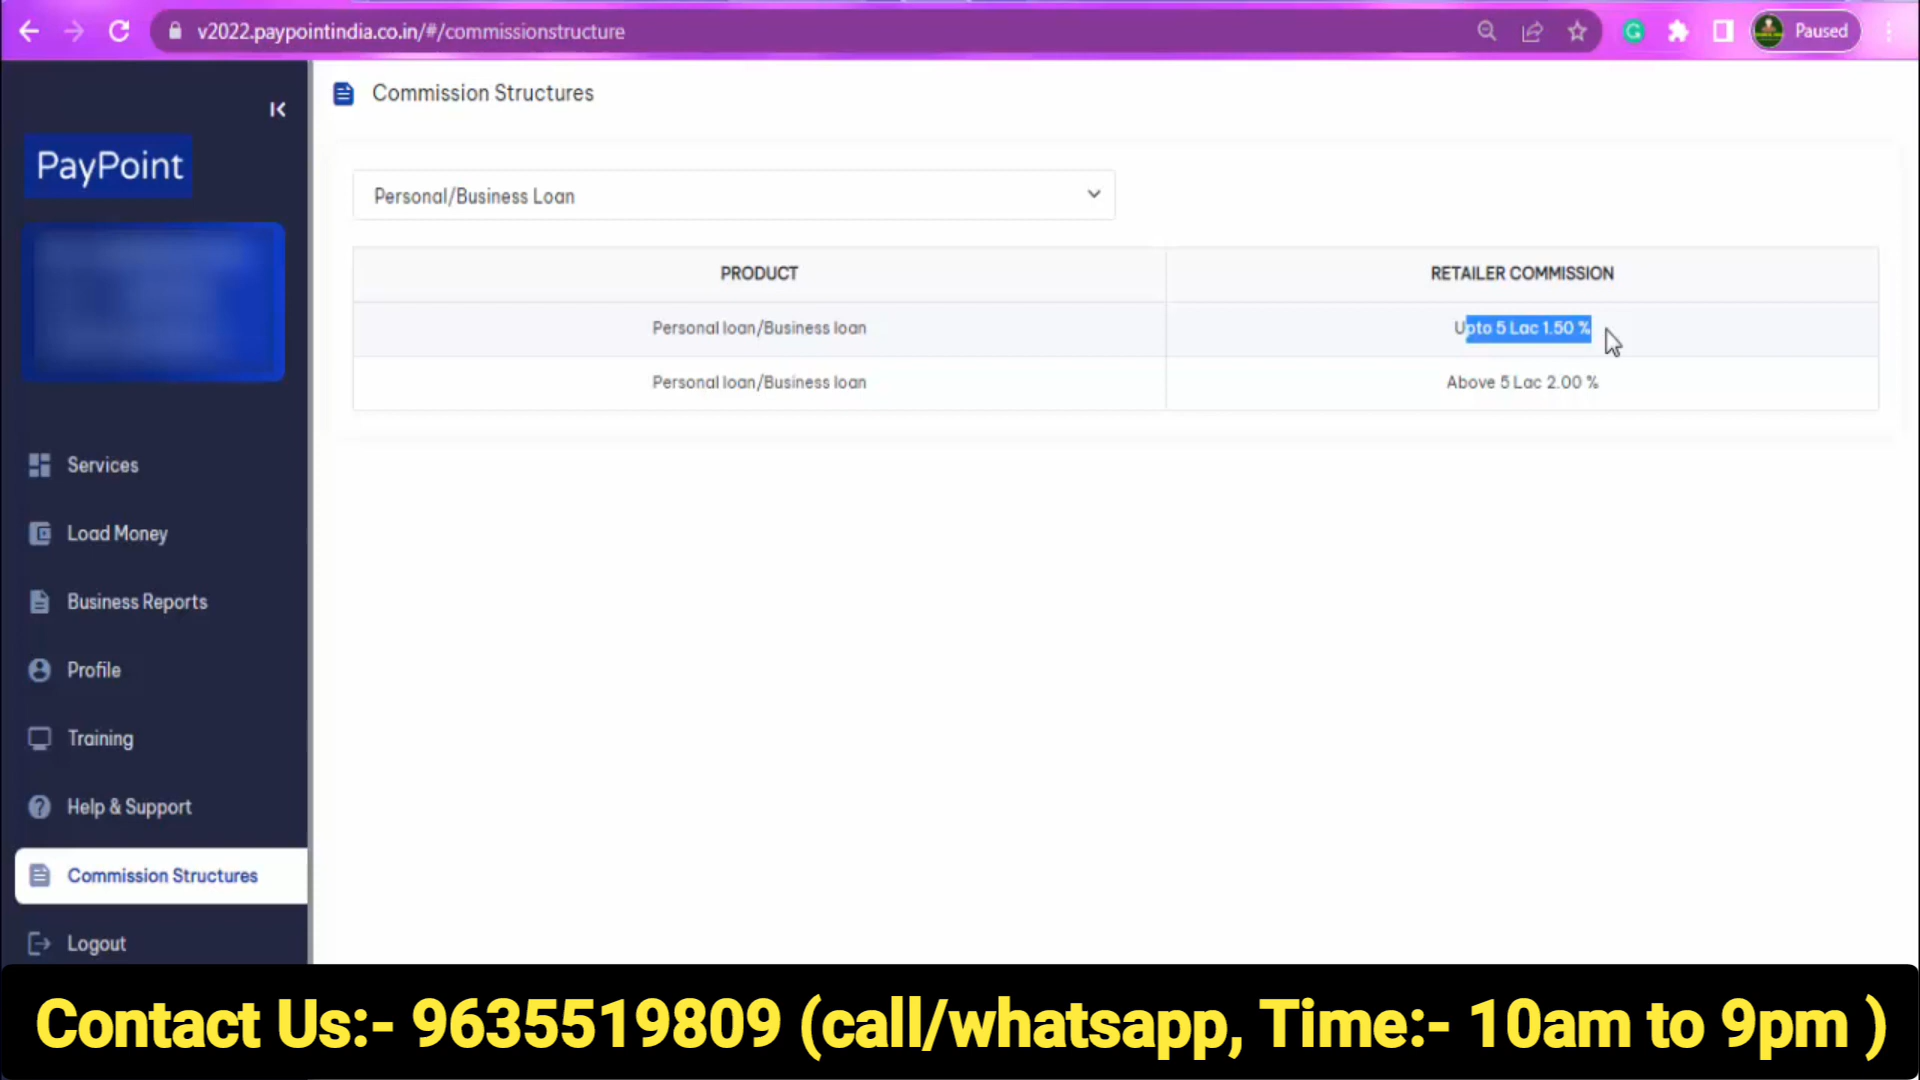 v2022.paypointindia.co.in/#/commissionstructure
Paused
PayPoint
Commission Structures
Personal/Business Loan
PRODUCT RETAILER COMMISSION
Personal loan/Business loan Upto 5 Lac 1.50 %
Personal loan/Business loan Above 5 Lac 2.00 %
Services
Load Money
Business Reports
Profile
Training
Help & Support
Commission Structures
Logout
Contact Us:- 9635519809 (call/whatsapp, Time:- 10am to 9pm )